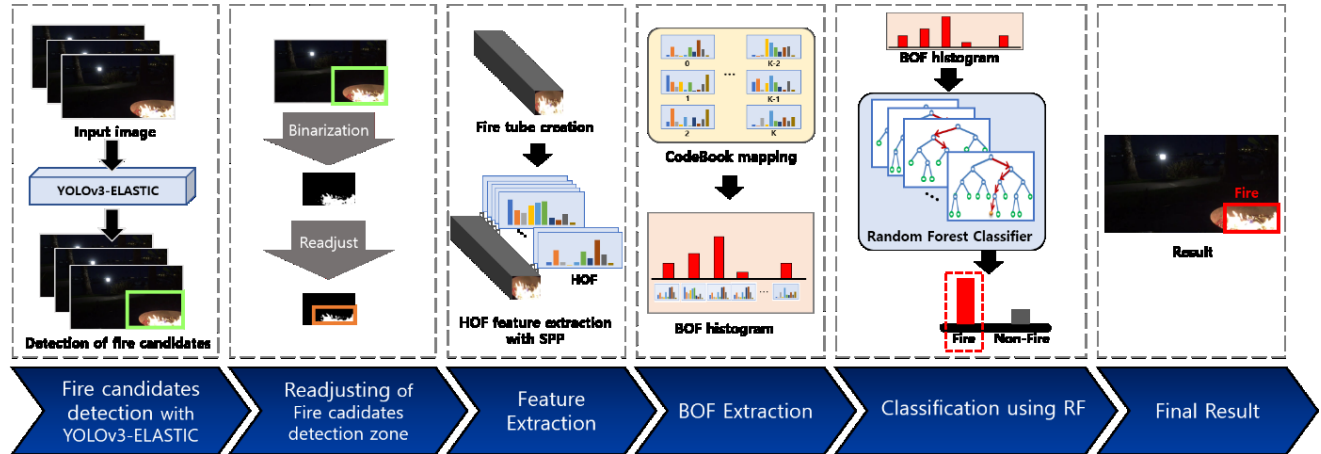 Input image
YOLOv3-ELASTIC
Detection of fire candidates
Binarization
Readjust
Fire tube creation
HOF
HOF feature extraction
with SPP
0
...
K-2
1
K-1
2
K
CodeBook mapping
...
BOF histogram
BOF histogram
Random Forest Classifier
Fire
Non-Fire
Fire
Result
Fire candidates
detection with
YOLOv3-ELASTIC
Readjusting of
Fire cadidates
detection zone
Feature
Extraction
BOF Extraction
Classification using RF
Final Result